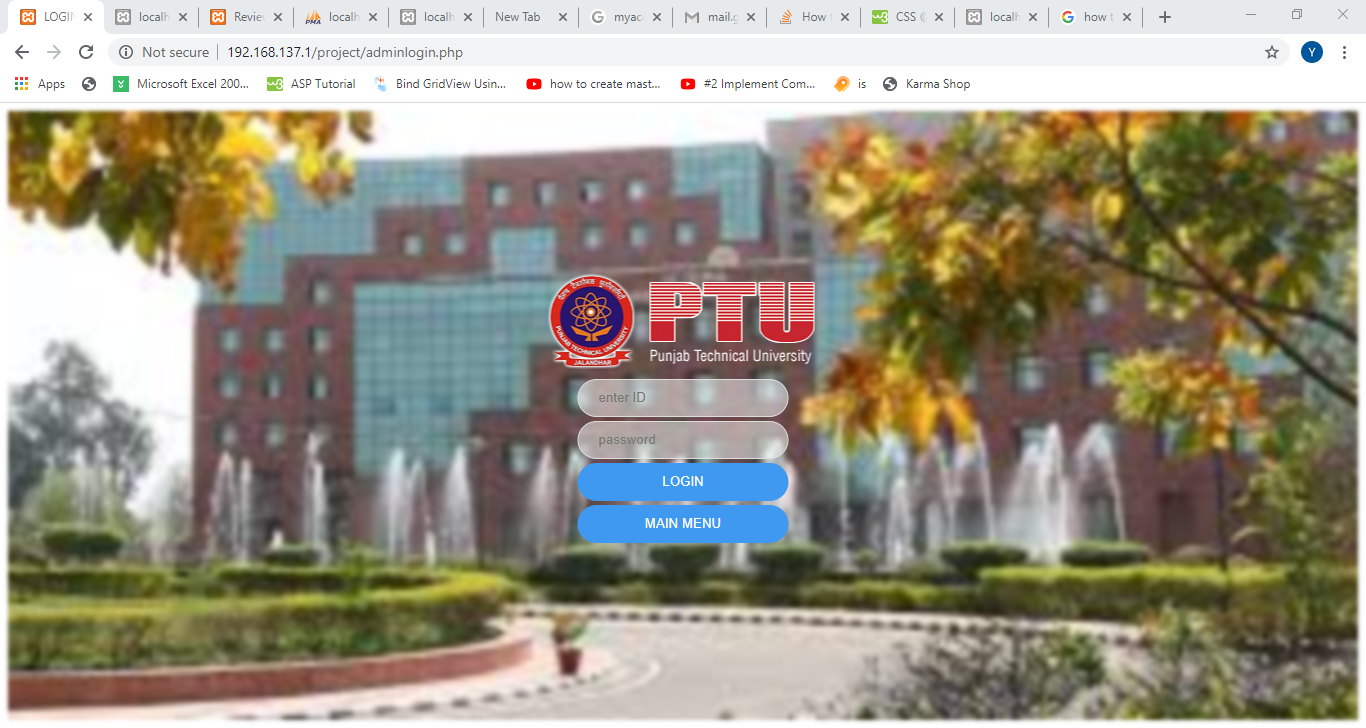 LOGIN
localh
Review
localh
localh
New Tab
myac
mail.g
How t
CSS
localh
how t
Not secure 192.168.137.1/project/adminlogin.php
Y
Apps Microsoft Excel 200... ASP Tutorial Bind GridView Usin... how to create mast... #2 Implement Com... is Karma Shop
PTU
Punjab Technical University
PUNJAB TECHNICAL UNIVERSITY
JALANDHAR
enter ID
password
LOGIN
MAIN MENU